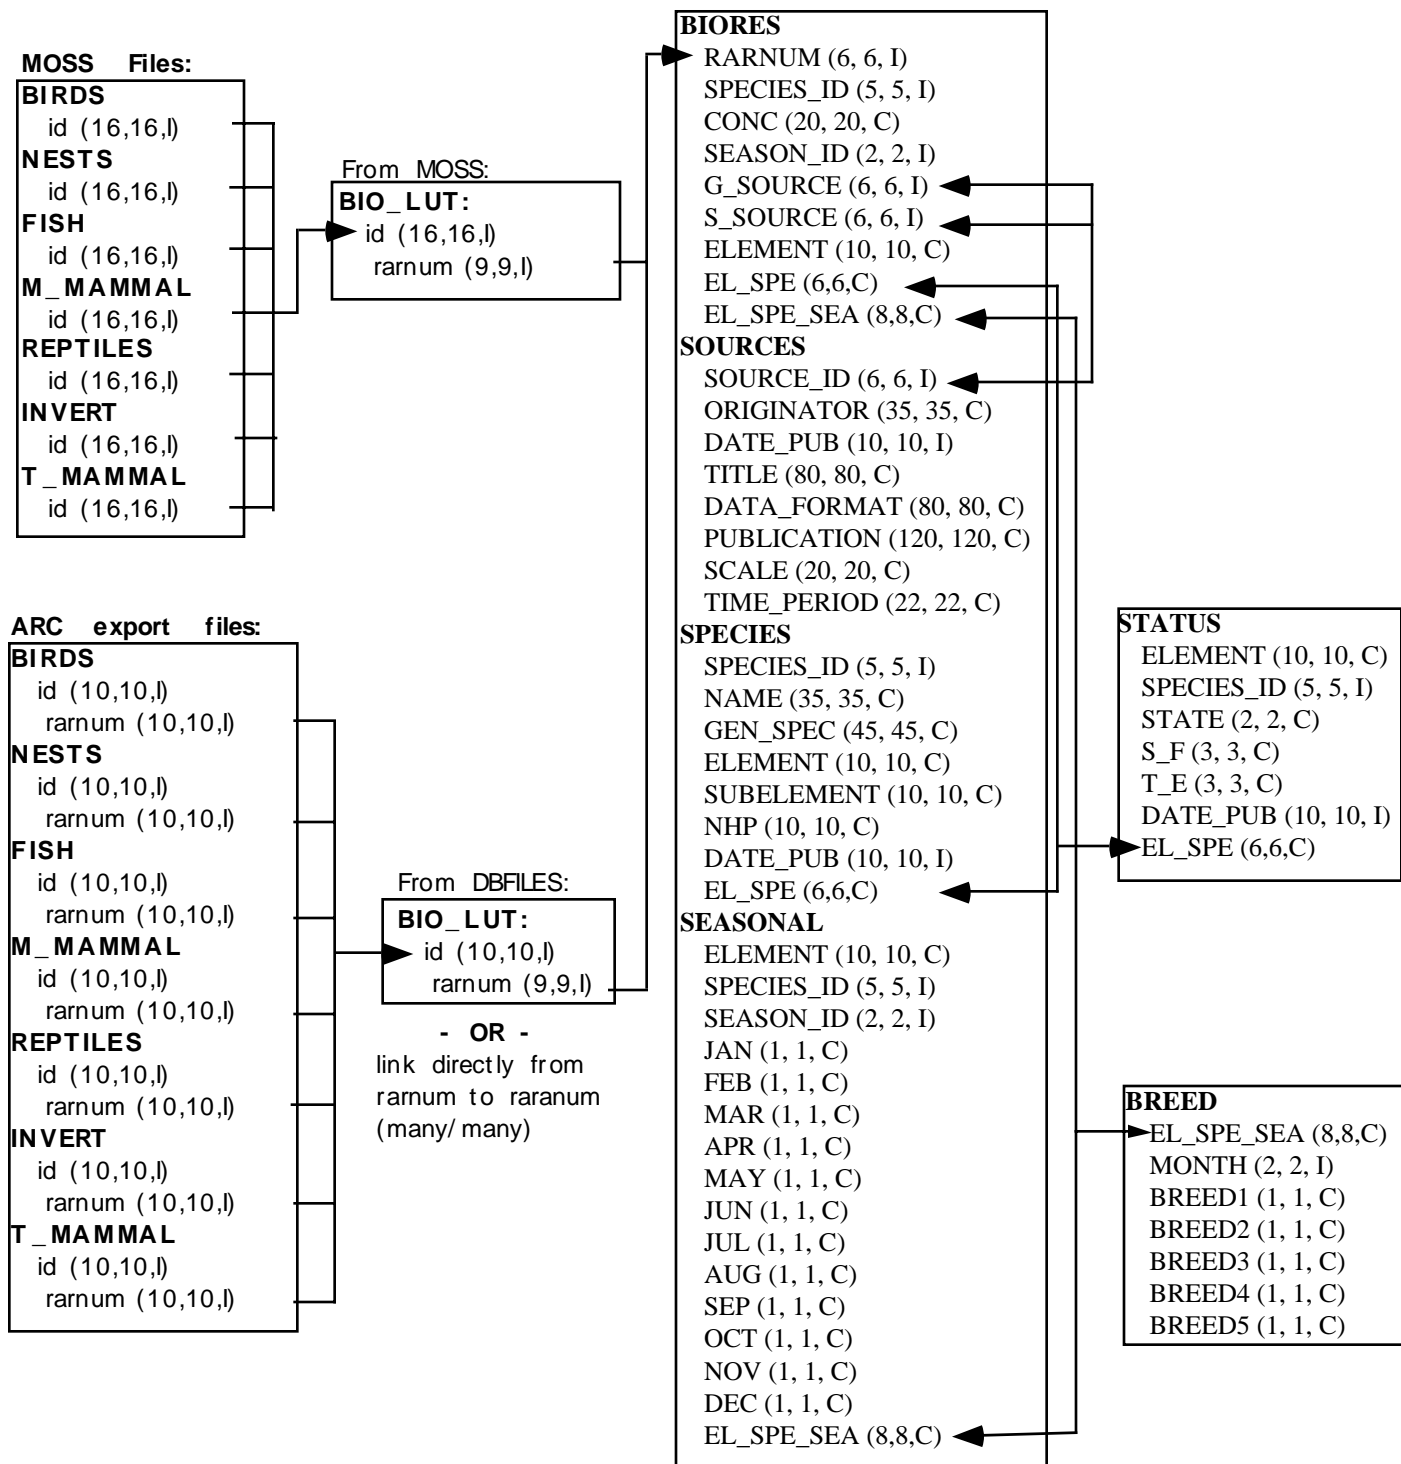 MOSS Files:
BIRDS
id (16,16,I)
NESTS
id (16,16,I)
FISH
id (16,16,I)
M_MAMMAL
id (16,16,I)
REPTILES
id (16,16,I)
INVERT
id (16,16,I)
T_MAMMAL
id (16,16,I)
ARC export files:
BIRDS
id (10,10,I)
rarnum (10,10,I)
NESTS
id (10,10,I)
rarnum (10,10,I)
FISH
id (10,10,I)
rarnum (10,10,I)
M_MAMMAL
id (10,10,I)
rarnum (10,10,I)
REPTILES
id (10,10,I)
rarnum (10,10,I)
INVERT
id (10,10,I)
rarnum (10,10,I)
T_MAMMAL
id (10,10,I)
rarnum (10,10,I)
From MOSS:
BIO_LUT:
id (16,16,I)
rarnum (9,9,I)
From DBFILES:
BIO_LUT:
id (10,10,I)
rarnum (9,9,I)
- OR -
link directly from
rarnum to raranum
(many/many)
BIORES
RARNUM (6, 6, I)
SPECIES_ID (5, 5, I)
CONC (20, 20, C)
SEASON_ID (2, 2, I)
G_SOURCE (6, 6, I)
S_SOURCE (6, 6, I)
ELEMENT (10, 10, C)
EL_SPE (6,6,C)
EL_SPE_SEA (8,8,C)
SOURCES
SOURCE_ID (6, 6, I)
ORIGINATOR (35, 35, C)
DATE_PUB (10, 10, I)
TITLE (80, 80, C)
DATA_FORMAT (80, 80, C)
PUBLICATION (120, 120, C)
SCALE (20, 20, C)
TIME_PERIOD (22, 22, C)
SPECIES
SPECIES_ID (5, 5, I)
NAME (35, 35, C)
GEN_SPEC (45, 45, C)
ELEMENT (10, 10, C)
SUBELEMENT (10, 10, C)
NHP (10, 10, C)
DATE_PUB (10, 10, I)
EL_SPE (6,6,C)
SEASONAL
ELEMENT (10, 10, C)
SPECIES_ID (5, 5, I)
SEASON_ID (2, 2, I)
JAN (1, 1, C)
FEB (1, 1, C)
MAR (1, 1, C)
APR (1, 1, C)
MAY (1, 1, C)
JUN (1, 1, C)
JUL (1, 1, C)
AUG (1, 1, C)
SEP (1, 1, C)
OCT (1, 1, C)
NOV (1, 1, C)
DEC (1, 1, C)
EL_SPE_SEA (8,8,C)
STATUS
ELEMENT (10, 10, C)
SPECIES_ID (5, 5, I)
STATE (2, 2, C)
S_F (3, 3, C)
T_E (3, 3, C)
DATE_PUB (10, 10, I)
EL_SPE (6,6,C)
BREED
EL_SPE_SEA (8,8,C)
MONTH (2, 2, I)
BREED1 (1, 1, C)
BREED2 (1, 1, C)
BREED3 (1, 1, C)
BREED4 (1, 1, C)
BREED5 (1, 1, C)